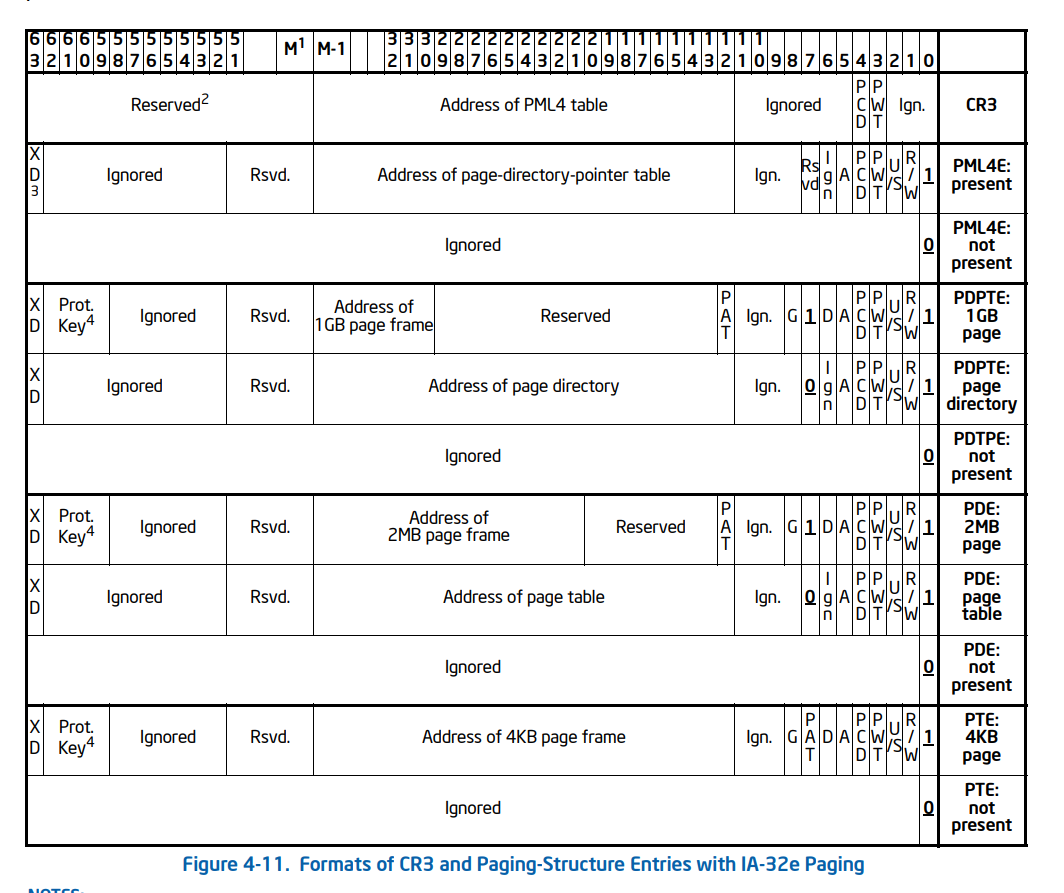 6 6 6 6 5 5 5 5 5 5 5 5 5 M¹ M-1 3 3 3 2 2 2 2 2 2 2 2 2 2 1 1 1 1 1 1 1 1 1 1
3 2 1 0 9 8 7 6 5 4 3 2 1 2 1 0 9 8 7 6 5 4 3 2 1 0 9 8 7 6 5 4 3 2 1 0 9 8 7 6 5 4 3 2 1 0
Reserved² Address of PML4 table Ignored PCD PWT Ign. CR3
XD³ Ignored Rsvd. Address of page-directory-pointer table Ign. Rsvd Ign A PCD PWT U/S R/W 1 PML4E: present
Ignored 0 PML4E: not present
XD Prot. Key⁴ Ignored Rsvd. Address of 1GB page frame Reserved PAT Ign. G 1 D A PCD PWT U/S R/W 1 PDPTE: 1GB page
XD Ignored Rsvd. Address of page directory Ign. 0 Ign A PCD PWT U/S R/W 1 PDPTE: page directory
Ignored 0 PDTPE: not present
XD Prot. Key⁴ Ignored Rsvd. Address of 2MB page frame Reserved PAT Ign. G 1 D A PCD PWT U/S R/W 1 PDE: 2MB page
XD Ignored Rsvd. Address of page table Ign. 0 Ign A PCD PWT U/S R/W 1 PDE: page table
Ignored 0 PDE: not present
XD Prot. Key⁴ Ignored Rsvd. Address of 4KB page frame Ign. G PAT D A PCD PWT U/S R/W 1 PTE: 4KB page
Ignored 0 PTE: not present
Figure 4-11. Formats of CR3 and Paging-Structure Entries with IA-32e Paging
NOTES: